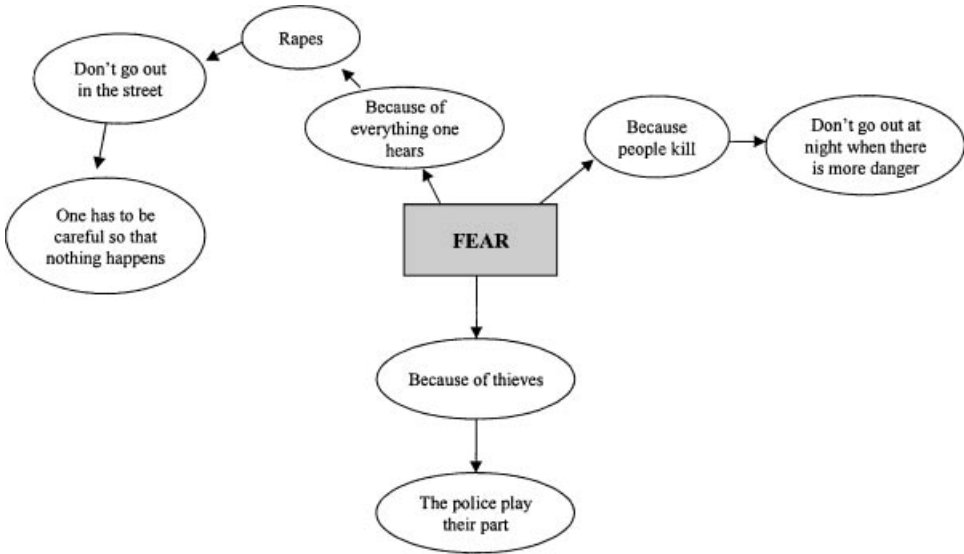 Rapes
Don't go out
in the street
Because of
everything one
hears
Because
people kill
Don't go out at
night when there
is more danger
One has to be
careful so that
nothing happens
FEAR
Because of thieves
The police play
their part